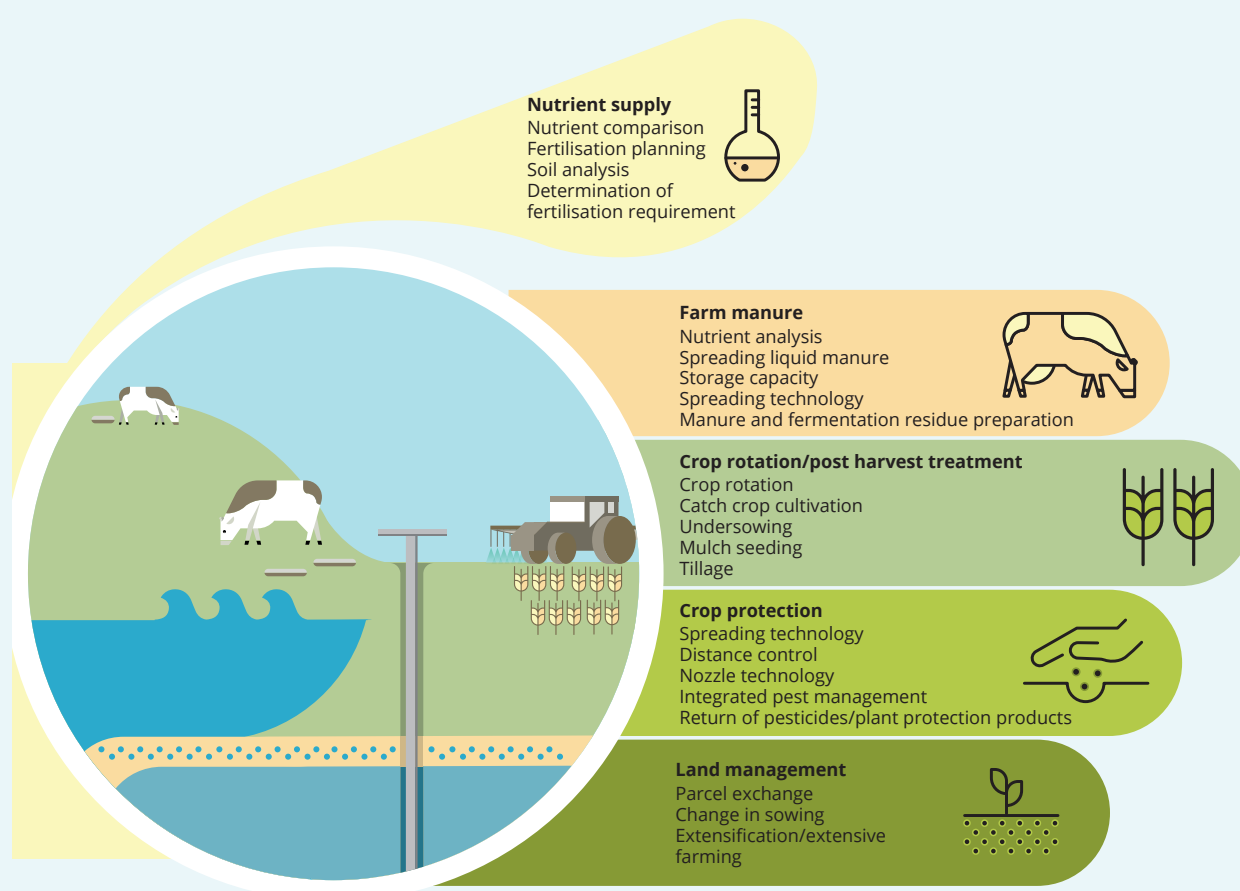 Nutrient supply
Nutrient comparison
Fertilisation planning
Soil analysis
Determination of
fertilisation requirement
Farm manure
Nutrient analysis
Spreading liquid manure
Storage capacity
Spreading technology
Manure and fermentation residue preparation
Crop rotation/post harvest treatment
Crop rotation
Catch crop cultivation
Undersowing
Mulch seeding
Tillage
Crop protection
Spreading technology
Distance control
Nozzle technology
Integrated pest management
Return of pesticides/plant protection products
Land management
Parcel exchange
Change in sowing
Extensification/extensive
farming